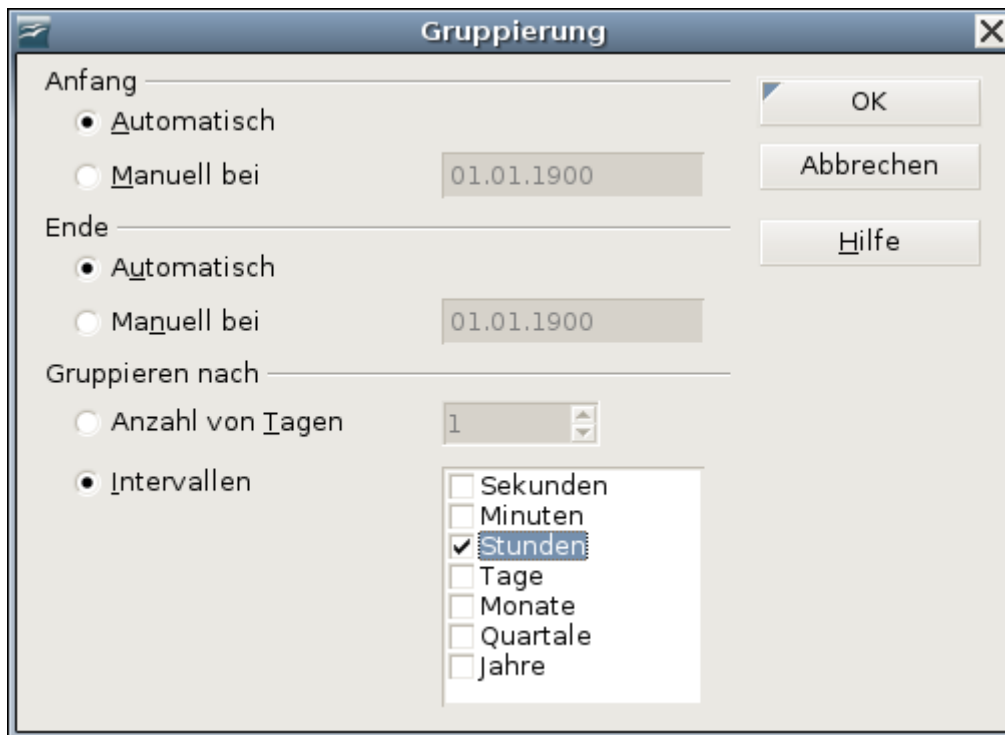 Gruppierung
Anfang
Automatisch
Manuell bei 01.01.1900
Ende
Automatisch
Manuell bei 01.01.1900
Gruppieren nach
Anzahl von Tagen 1
Intervallen
Sekunden
Minuten
Stunden
Tage
Monate
Quartale
Jahre
OK
Abbrechen
Hilfe